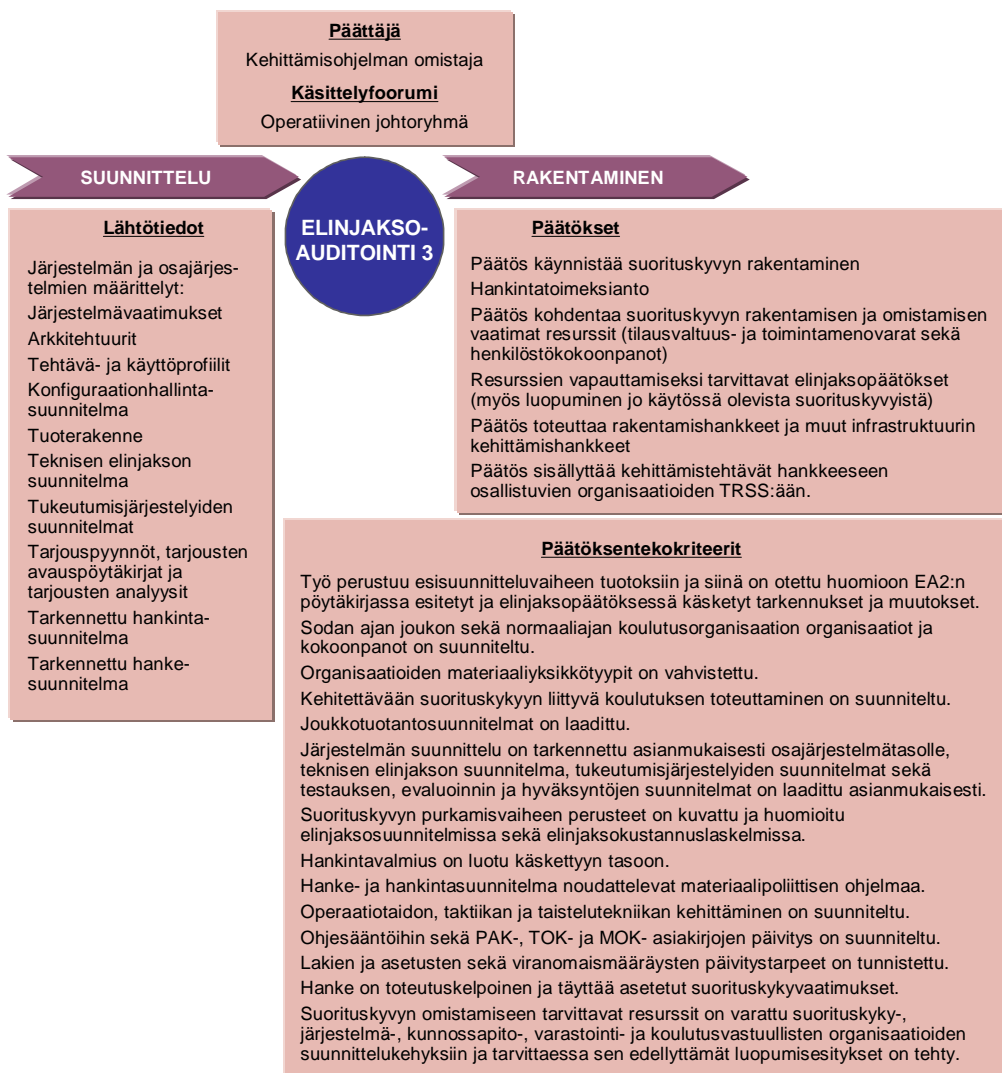 Päättäjä
Kehittämisohjelman omistaja
Käsittelyfoorumi
Operatiivinen johtoryhmä
SUUNNITTELU
ELINJAKSO-
AUDITOINTI 3
RAKENTAMINEN
Lähtötiedot
Järjestelmän ja osajärjes-
telmien määrittelyt:
Järjestelmävaatimukset
Arkkitehtuurit
Tehtävä- ja käyttöprofiilit
Konfiguraationhallinta-
suunnitelma
Tuoterakenne
Teknisen elinjakson
suunnitelma
Tukeutumisjärjestelyiden
suunnitelmat
Tarjouspyynnöt, tarjousten
avauspöytäkirjat ja
tarjousten analyysit
Tarkennettu hankinta-
suunnitelma
Tarkennettu hanke-
suunnitelma
Päätökset
Päätös käynnistää suorituskyvyn rakentaminen
Hankintatoimeksianto
Päätös kohdentaa suorituskyvyn rakentamisen ja omistamisen
vaatimat resurssit (tilausvaltuus- ja toimintamenovarat sekä
henkilöstökokoonpanot)
Resurssien vapauttamiseksi tarvittavat elinjaksopäätökset
(myös luopuminen jo käytössä olevista suorituskyvyistä)
Päätös toteuttaa rakentamishankkeet ja muut infrastruktuurin
kehittämishankkeet
Päätös sisällyttää kehittämistehtävät hankkeeseen
osallistuvien organisaatioiden TRSS:ään.
Päätöksentekokriteerit
Työ perustuu esisuunnitteluvaiheen tuotoksiin ja siinä on otettu huomioon EA2:n
pöytäkirjassa esitetyt ja elinjaksopäätöksessä käsketyt tarkennukset ja muutokset.
Sodan ajan joukon sekä normaaliajan koulutusorganisaation organisaatiot ja
kokoonpanot on suunniteltu.
Organisaatioiden materiaaliyksikkötyypit on vahvistettu.
Kehitettävään suorituskykyyn liittyvä koulutuksen toteuttaminen on suunniteltu.
Joukkotuotantosuunnitelmat on laadittu.
Järjestelmän suunnittelu on tarkennettu asianmukaisesti osajärjestelmätasolle,
teknisen elinjakson suunnitelma, tukeutumisjärjestelyiden suunnitelmat sekä
testauksen, evaluoinnin ja hyväksyntöjen suunnitelmat on laadittu asianmukaisesti.
Suorituskyvyn purkamisvaiheen perusteet on kuvattu ja huomioitu
elinjaksosuunnitelmissa sekä elinjaksokustannuslaskelmissa.
Hankintavalmius on luotu käskettyyn tasoon.
Hanke- ja hankintasuunnitelma noudattelevat materiaalipoliittisen ohjelmaa.
Operaatiotaidon, taktiikan ja taistelutekniikan kehittäminen on suunniteltu.
Ohjesääntöihin sekä PAK-, TOK- ja MOK- asiakirjojen päivitys on suunniteltu.
Lakien ja asetusten sekä viranomaismääräysten päivitystarpeet on tunnistettu.
Hanke on toteutuskelpoinen ja täyttää asetetut suorituskykyvaatimukset.
Suorituskyvyn omistamiseen tarvittavat resurssit on varattu suorituskyky-,
järjestelmä-, kunnossapito-, varastointi- ja koulutusvastuullisten organisaatioiden
suunnittelukehyksiin ja tarvittaessa sen edellyttämät luopumisesitykset on tehty.